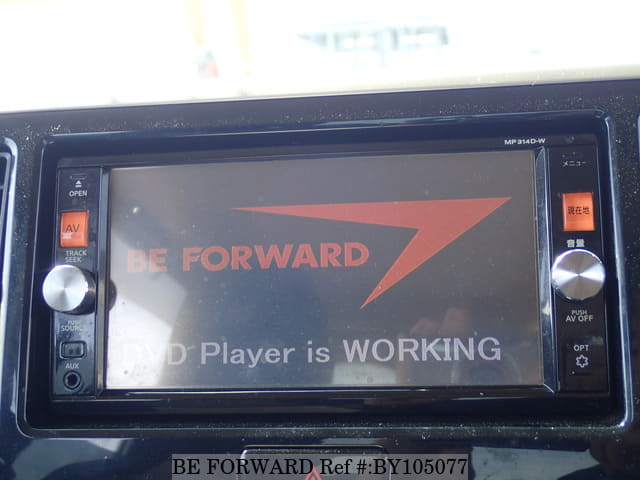 MP314D-W
OPEN
メニュー
AV
現在地
TRACK
SEEK
音量
BE FORWARD
PUSH
SOURCE
PUSH
AV OFF
DVD Player is WORKING
OPT
AUX
BE FORWARD Ref #:BY105077